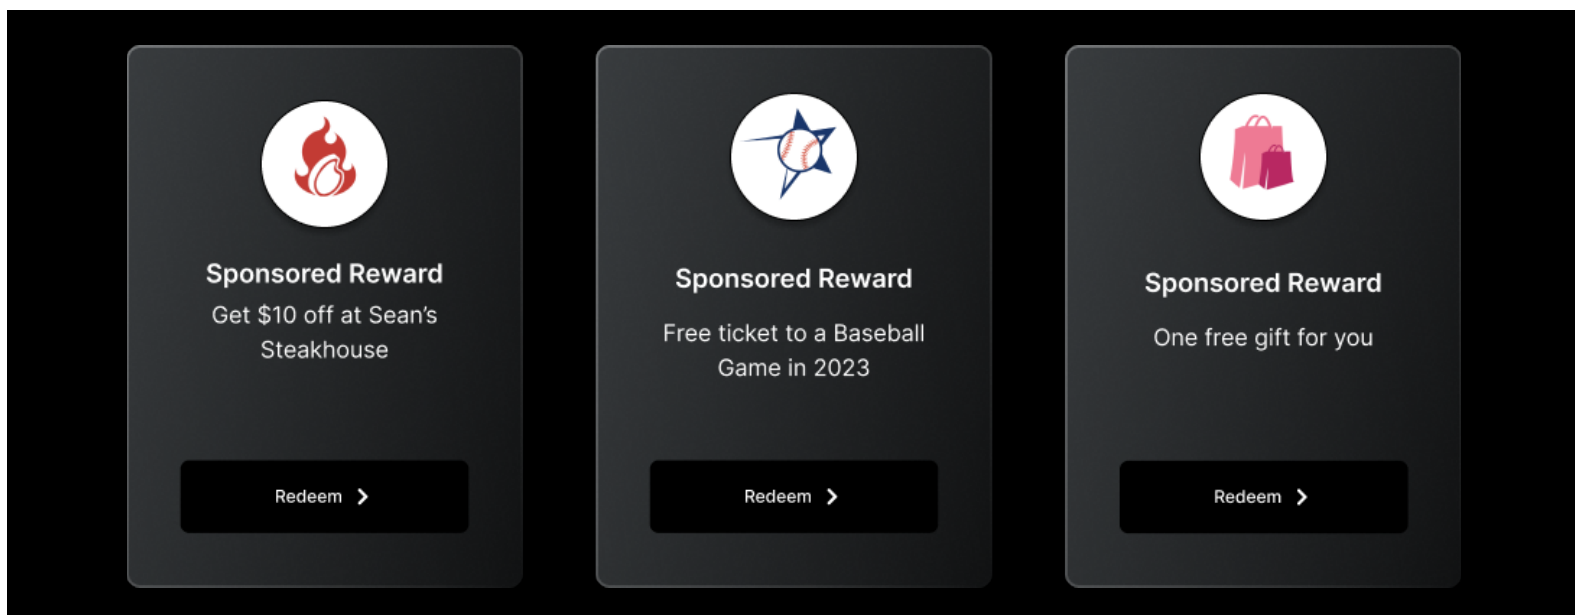 Sponsored Reward
Get $10 off at Sean’s
Steakhouse
Redeem
Sponsored Reward
Free ticket to a Baseball
Game in 2023
Redeem
Sponsored Reward
One free gift for you
Redeem